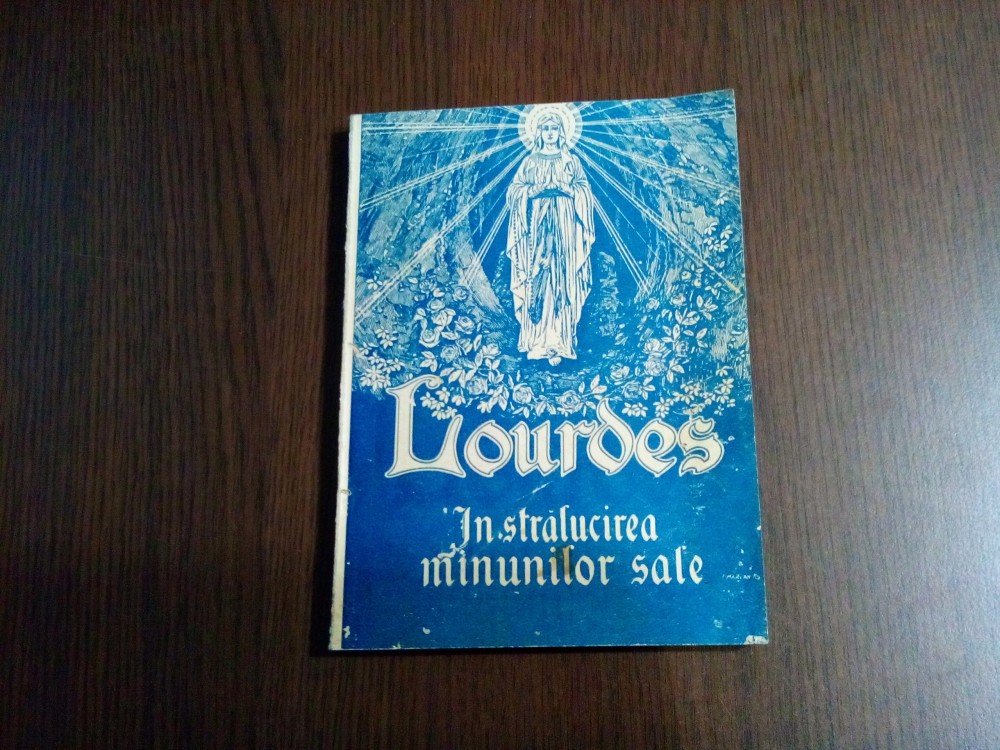 Lourdes
In strălucirea
minunilor sale